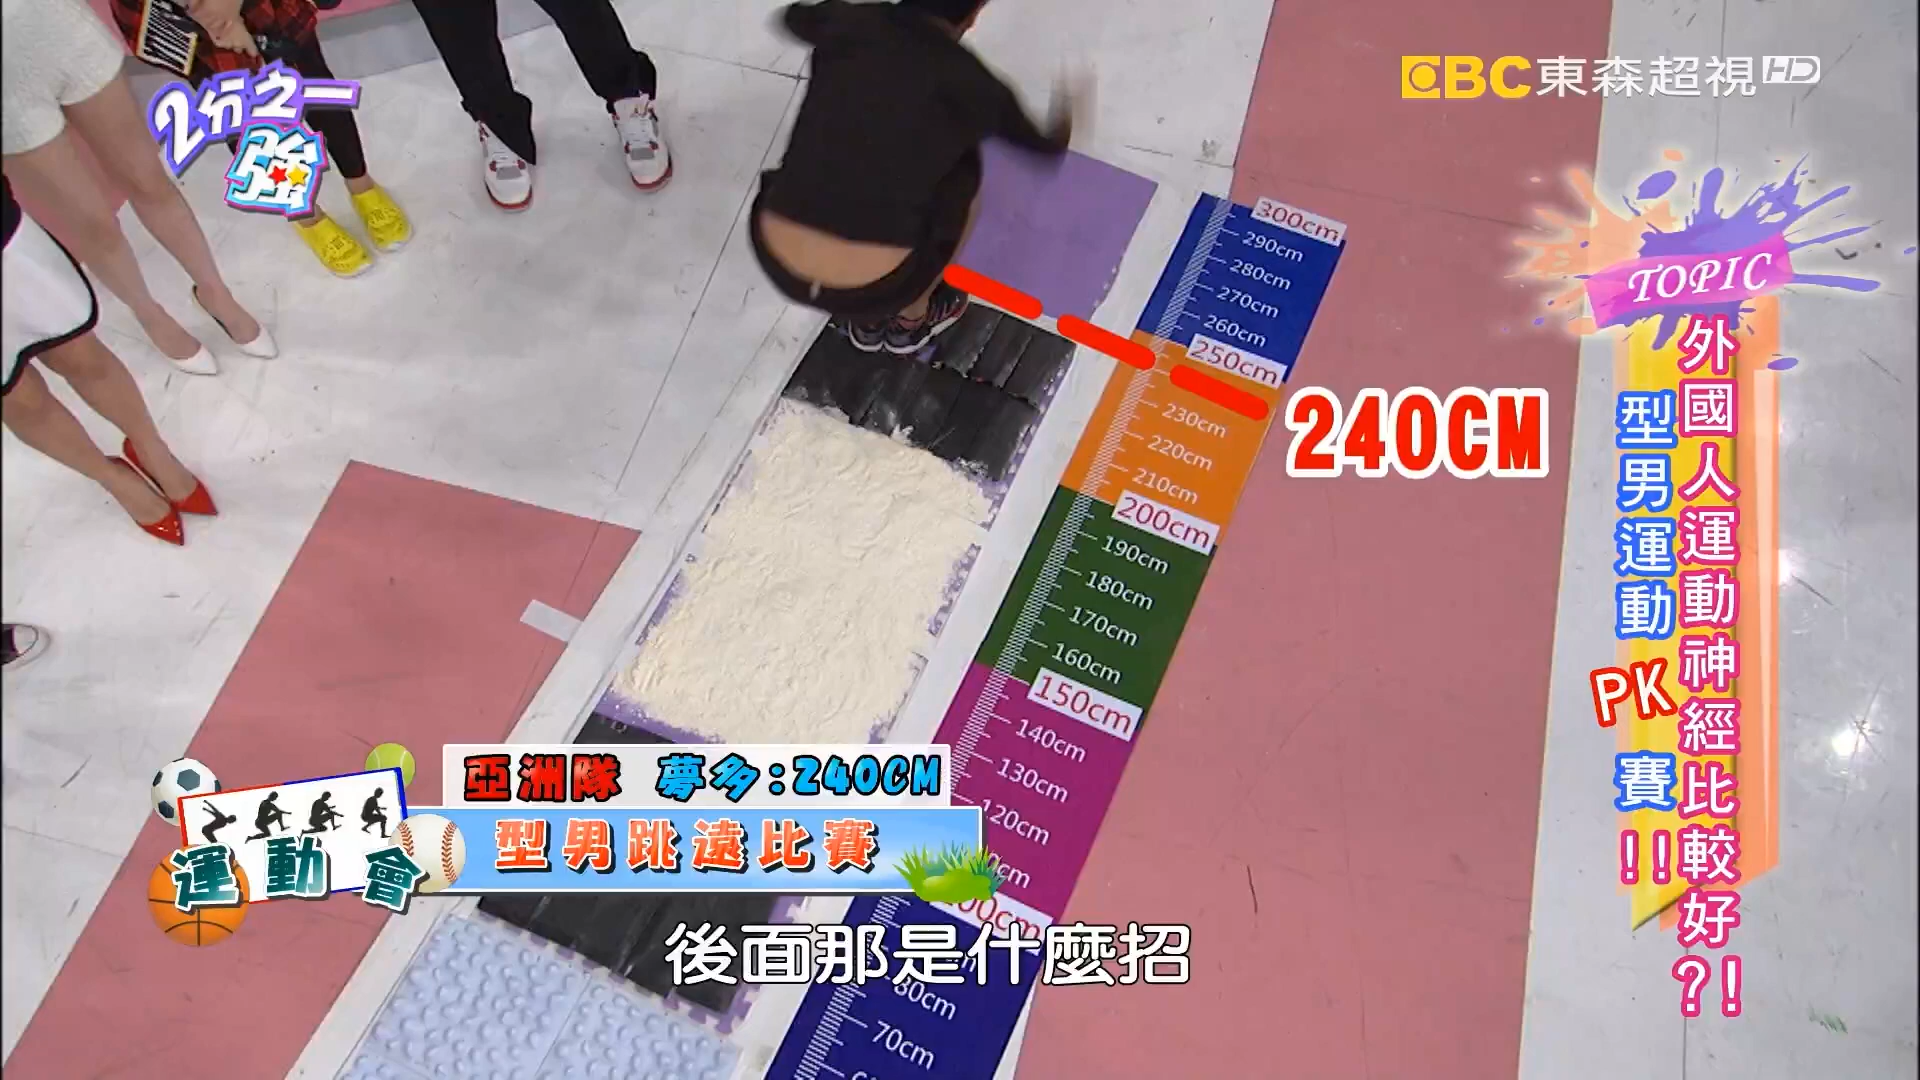 2分之一
強
EBC東森超視HD
TOPIC
外國人運動神經比較好?!
型男運動PK賽!!
300cm
290cm
280cm
270cm
260cm
250cm
240CM
230cm
220cm
210cm
200cm
190cm
180cm
170cm
160cm
150cm
140cm
130cm
120cm
80cm
70cm
亞洲隊 夢多:240CM
型男跳遠比賽
運動會
後面那是什麼招